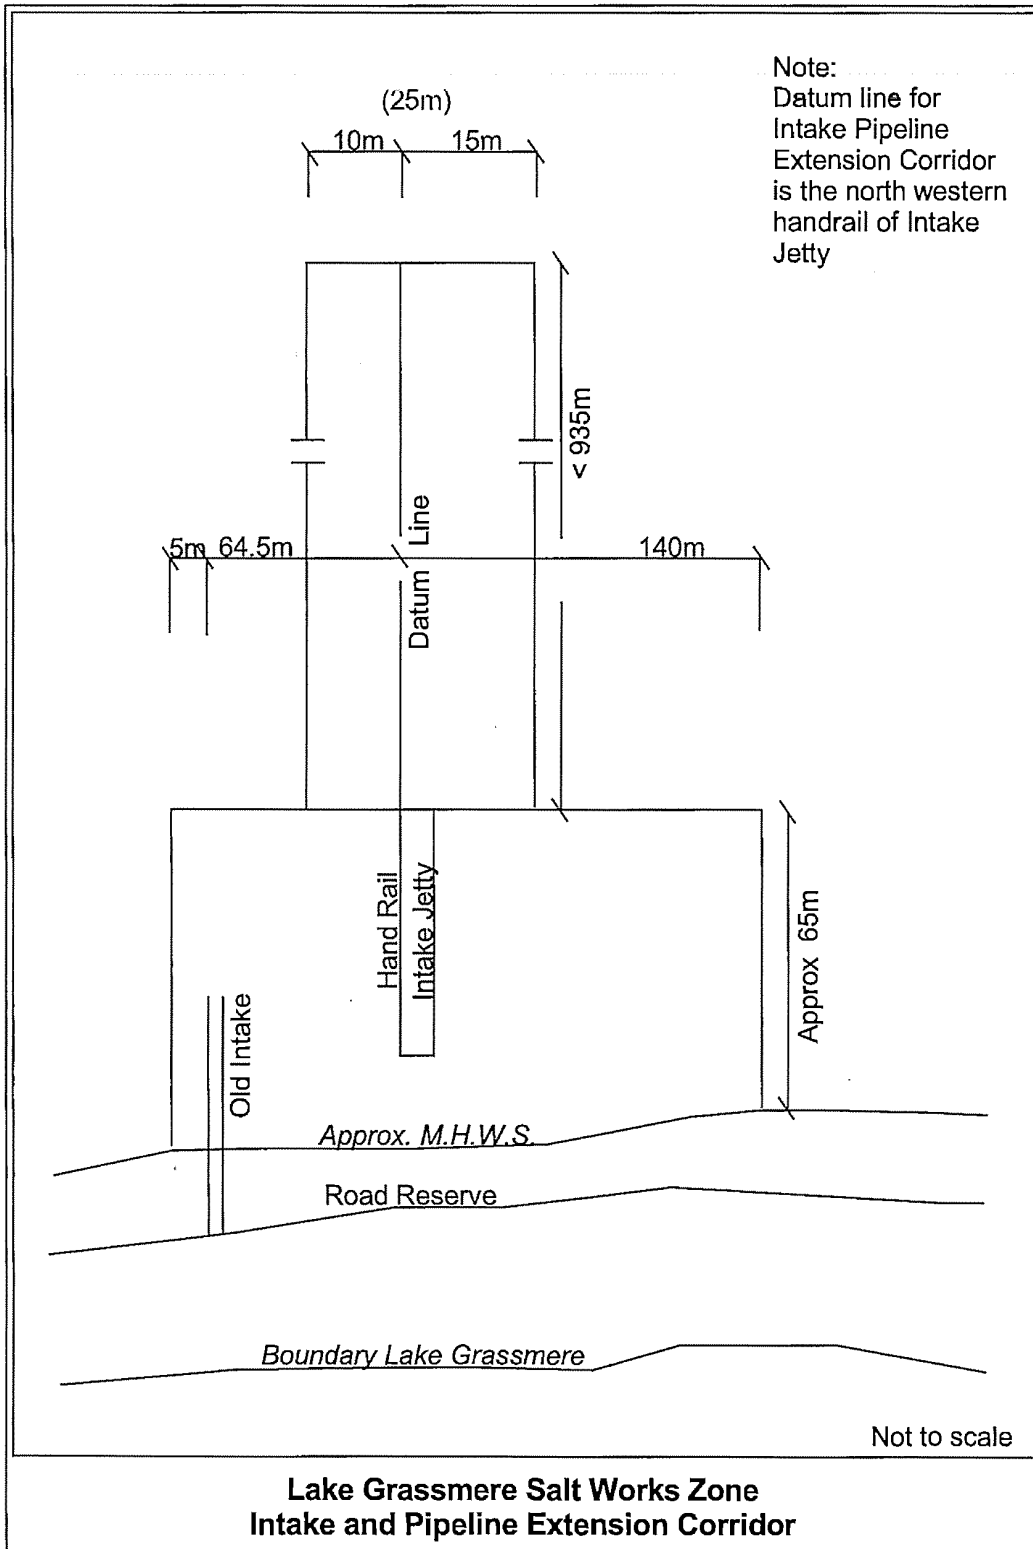 Note:
Datum line for
Intake Pipeline
Extension Corridor
is the north western
handrail of Intake
Jetty
(25m)
10m
15m
< 935m
Datum Line
5m
64.5m
140m
Hand Rail
Intake Jetty
Approx 65m
Old Intake
Approx. M.H.W.S.
Road Reserve
Boundary Lake Grassmere
Not to scale
Lake Grassmere Salt Works Zone
Intake and Pipeline Extension Corridor